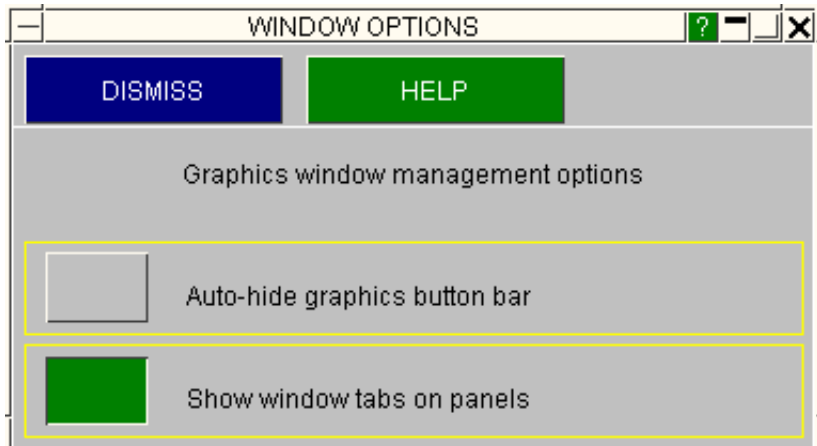 WINDOW OPTIONS ?
DISMISS HELP
Graphics window management options
Auto-hide graphics button bar
Show window tabs on panels